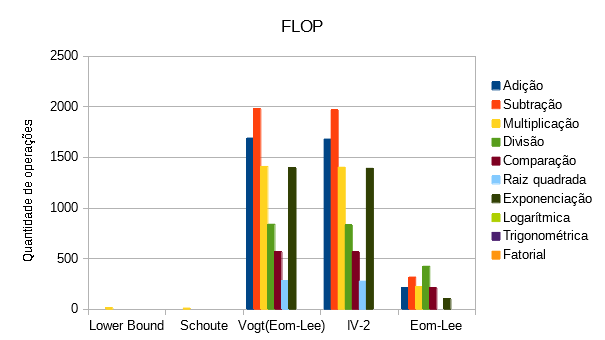 FLOP
2500
2000
1500
1000
500
0
Quantidade de operações
Lower Bound
Schoute
Vogt(Eom-Lee)
IV-2
Eom-Lee
Adição
Subtração
Multiplicação
Divisão
Comparação
Raiz quadrada
Exponenciação
Logarítmica
Trigonométrica
Fatorial